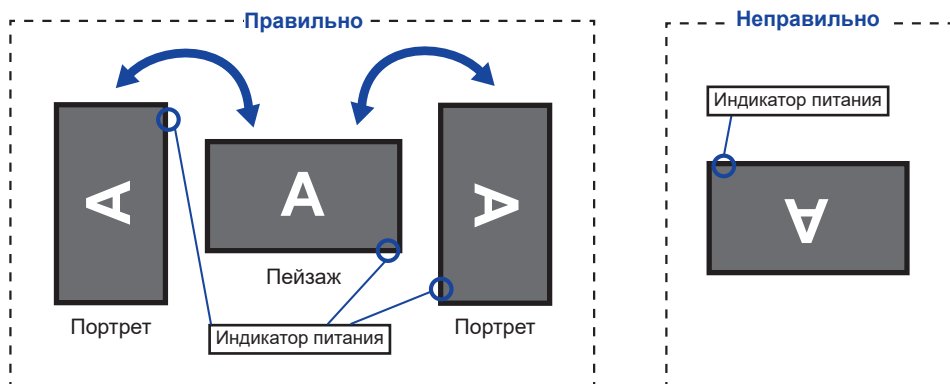 Правильно
Неправильно
Индикатор питания
A
A
A
A
Пейзаж
Портрет
Портрет
Индикатор питания